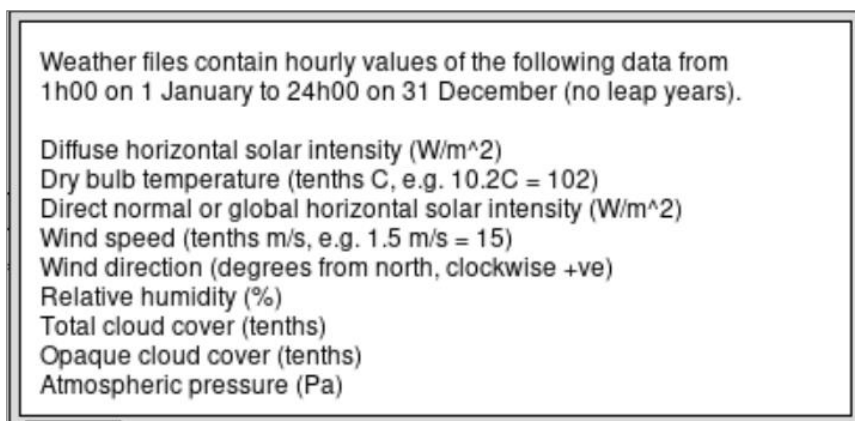 Weather files contain hourly values of the following data from
1h00 on 1 January to 24h00 on 31 December (no leap years).
Diffuse horizontal solar intensity (W/m^2)
Dry bulb temperature (tenths C, e.g. 10.2C = 102)
Direct normal or global horizontal solar intensity (W/m^2)
Wind speed (tenths m/s, e.g. 1.5 m/s = 15)
Wind direction (degrees from north, clockwise +ve)
Relative humidity (%)
Total cloud cover (tenths)
Opaque cloud cover (tenths)
Atmospheric pressure (Pa)